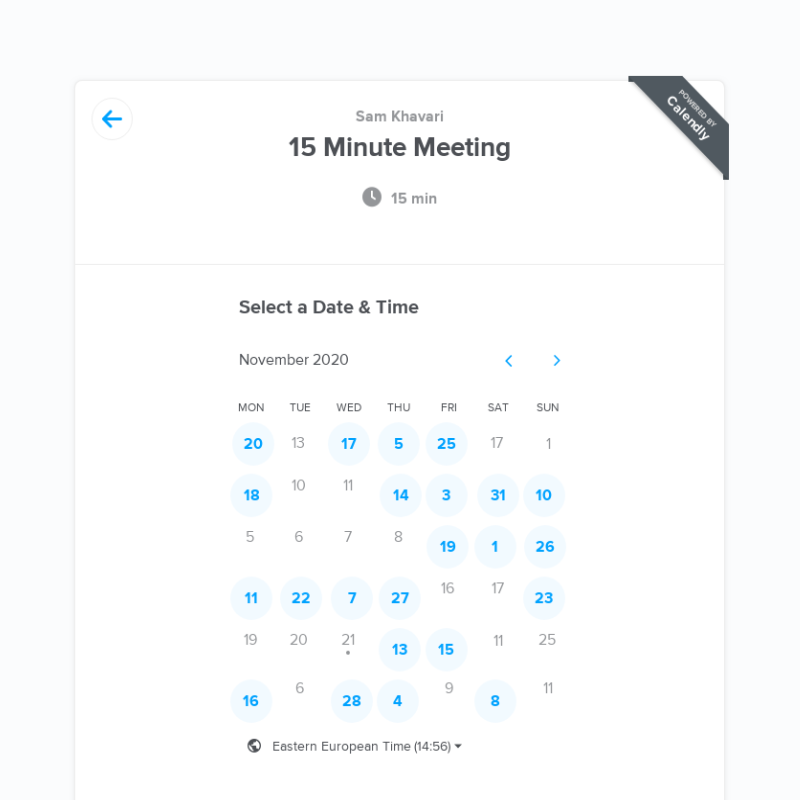 POWERED BY
Calendly
Sam Khavari
15 Minute Meeting
15 min
Select a Date & Time
November 2020
MON TUE WED THU FRI SAT SUN
20 13 17 5 25 17 1
18 10 11 14 3 31 10
5 6 7 8 19 1 26
11 22 7 27 16 17 23
19 20 21 13 15 11 25
16 6 28 4 9 8 11
Eastern European Time (14:56)